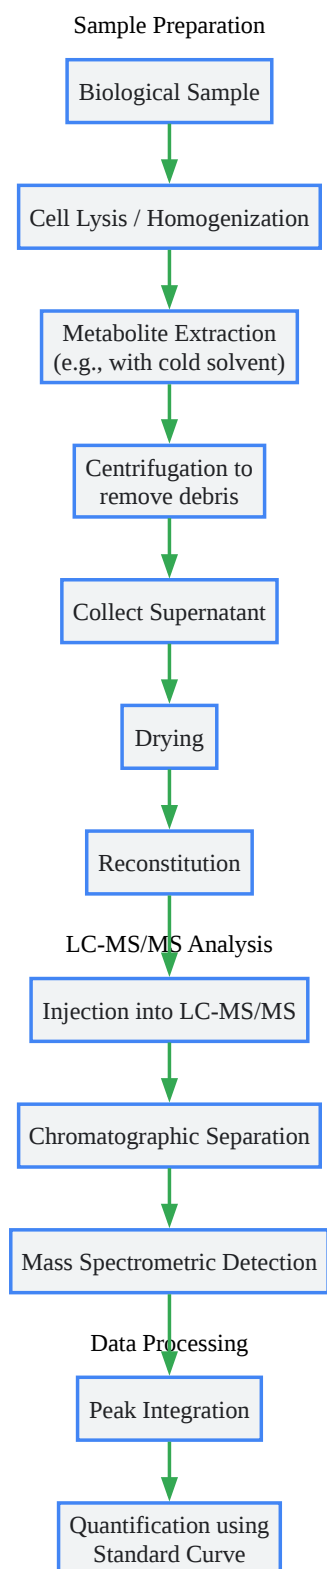 Sample Preparation
Biological Sample
Cell Lysis / Homogenization
Metabolite Extraction
(e.g., with cold solvent)
Centrifugation to
remove debris
Collect Supernatant
Drying
Reconstitution
LC-MS/MS Analysis
Injection into LC-MS/MS
Chromatographic Separation
Mass Spectrometric Detection
Data Processing
Peak Integration
Quantification using
Standard Curve